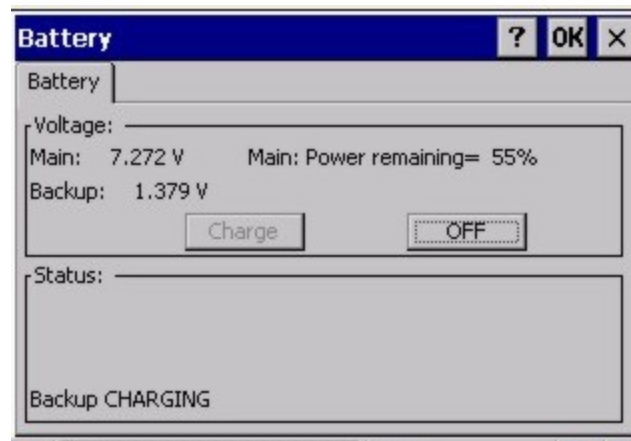 Battery ? OK ×
Battery
Voltage:
Main: 7.272 V Main: Power remaining= 55%
Backup: 1.379 V
Charge OFF
Status:
Backup CHARGING